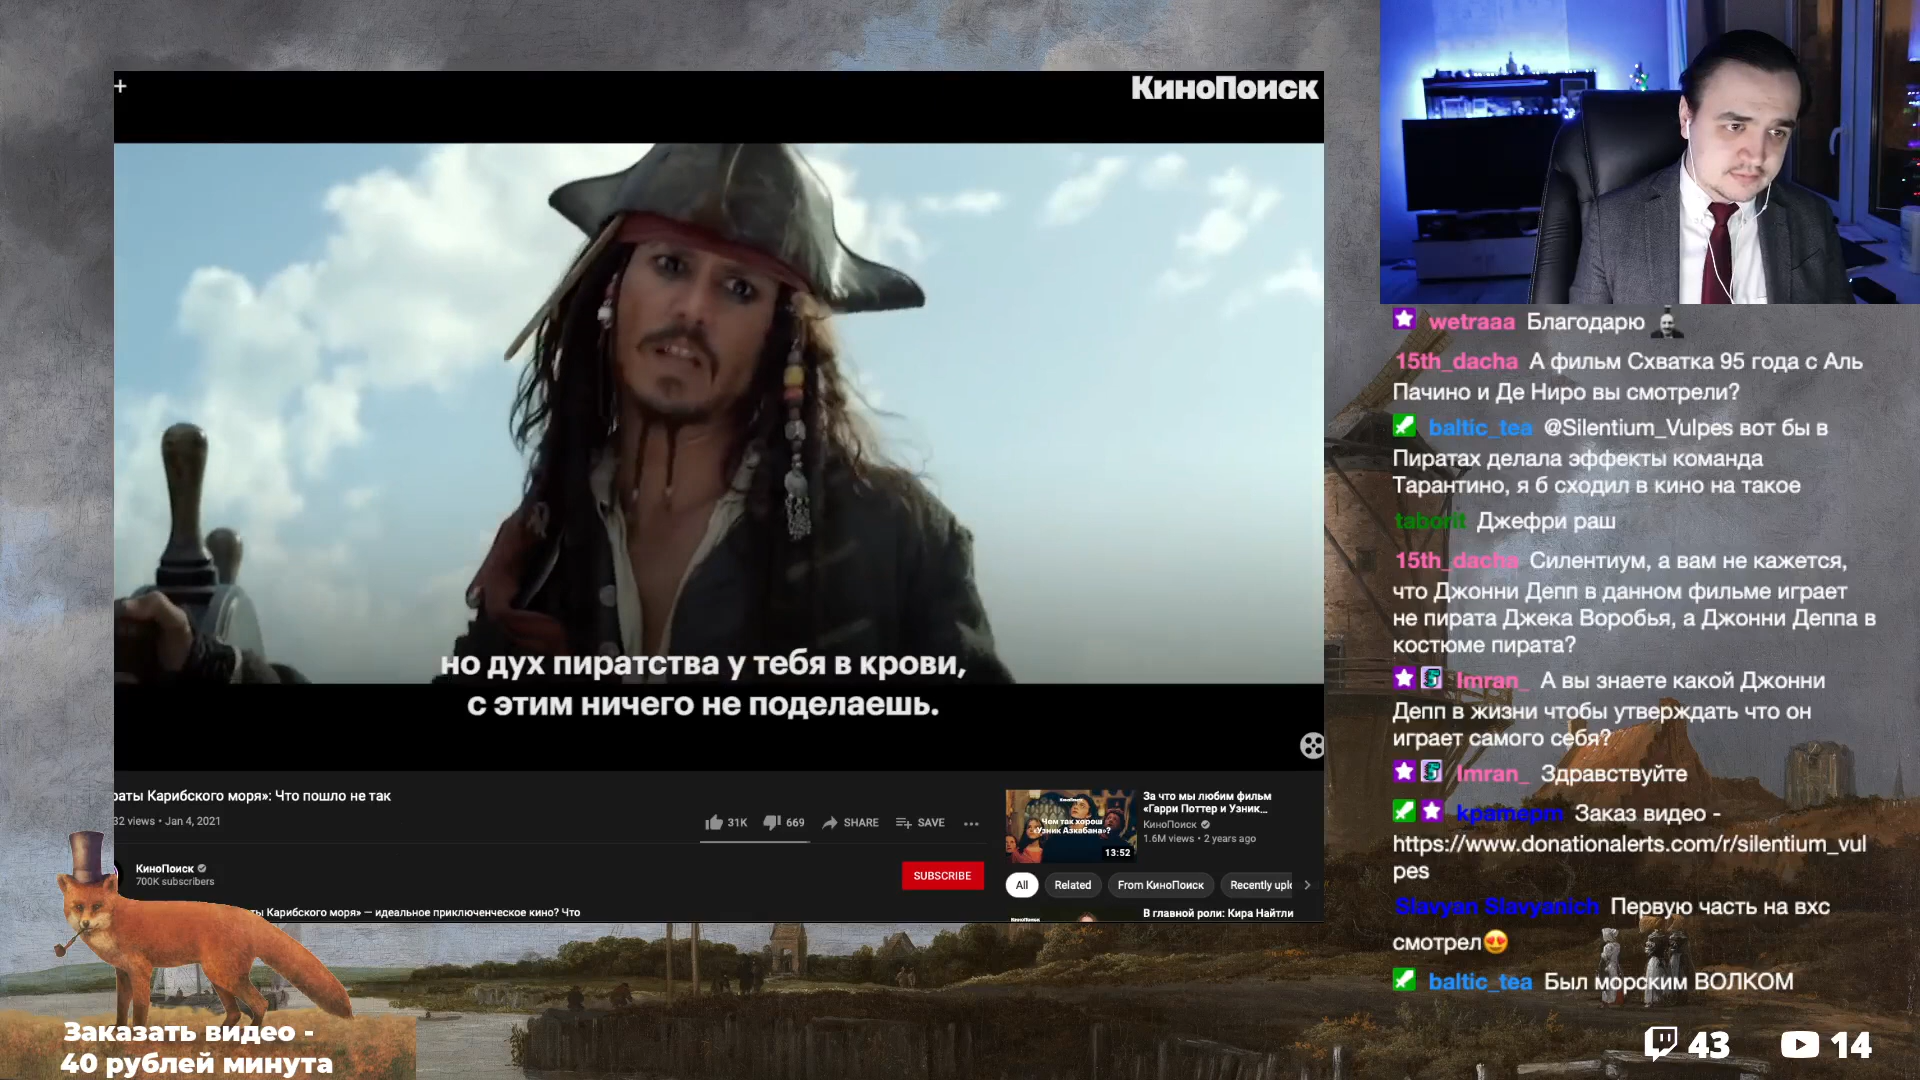 +
КиноПоиск
но дух пиратства у тебя в крови,
с этим ничего не поделаешь.
раты Карибского моря»: Что пошло не так
32 views • Jan 4, 2021
31K
669
SHARE
SAVE
КиноПоиск
700K subscribers
SUBSCRIBE
ты Карибского моря» — идеальное приключенческое кино? Что
КиноПоиск
Чем так хорош
«Узник Азкабана»?
13:52
За что мы любим фильм
«Гарри Поттер и Узник...
КиноПоиск
1.6M views • 2 years ago
All
Related
From КиноПоиск
Recently uplo
В главной роли: Кира Найтли
Заказать видео -
40 рублей минута
wetraaa Благодарю
15th_dacha А фильм Схватка 95 года с Аль
Пачино и Де Ниро вы смотрели?
baltic_tea @Silentium_Vulpes вот бы в
Пиратах делала эффекты команда
Тарантино, я б сходил в кино на такое
taborit Джефри раш
15th_dacha Силентиум, а вам не кажется,
что Джонни Депп в данном фильме играет
не пирата Джека Воробья, а Джонни Деппа в
костюме пирата?
Imran_ А вы знаете какой Джонни
Депп в жизни чтобы утверждать что он
играет самого себя?
Imran_ Здравствуйте
kpamepm Заказ видео -
https://www.donationalerts.com/r/silentium_vul
pes
Slavyan Slavyanich Первую часть на вхс
смотрел😍
baltic_tea Был морским ВОЛКОМ
43
14